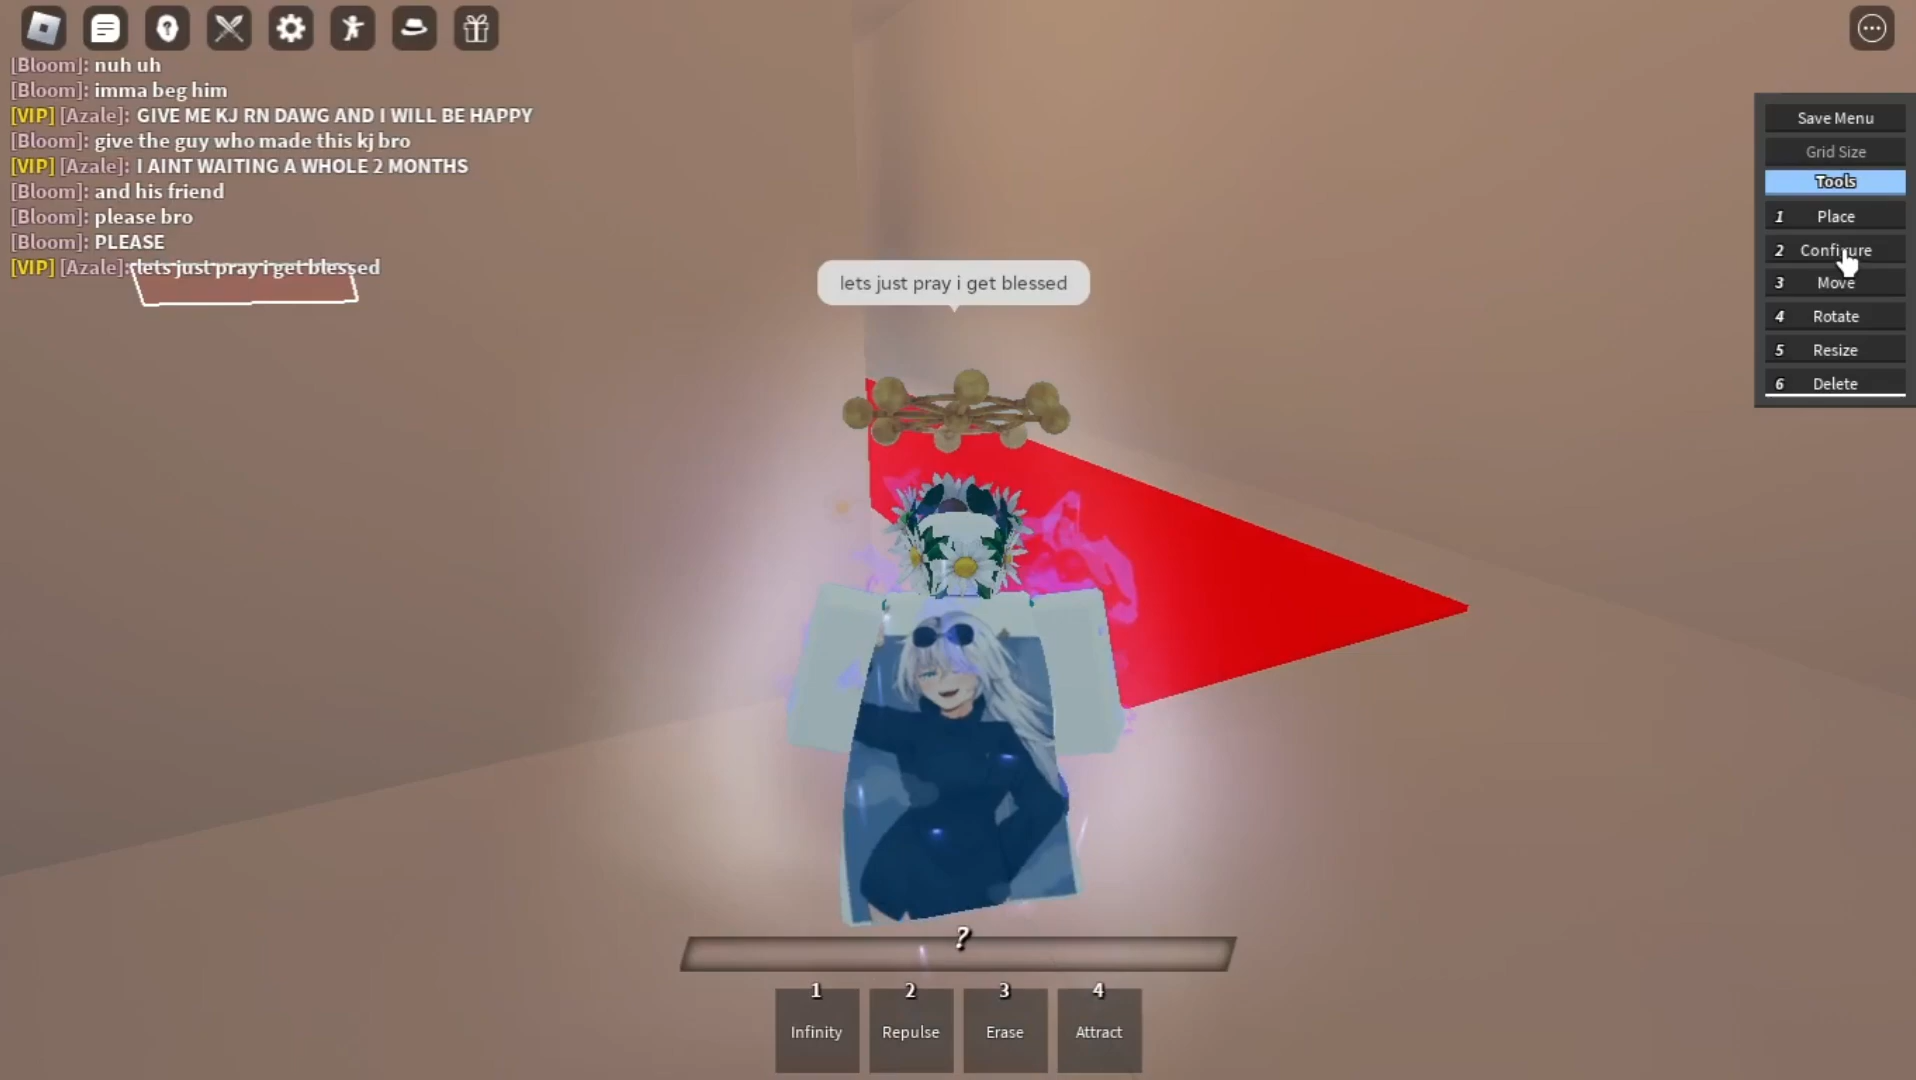 [Bloom]: nuh uh
[Bloom]: imma beg him
[VIP] [Azale]: GIVE ME KJ RN DAWG AND I WILL BE HAPPY
[Bloom]: give the guy who made this kj bro
[VIP] [Azale]: I AINT WAITING A WHOLE 2 MONTHS
[Bloom]: and his friend
[Bloom]: please bro
[Bloom]: PLEASE
[VIP] [Azale]: lets just pray i get blessed
lets just pray i get blessed
Save Menu
Grid Size
Tools
1 Place
2 Configure
3 Move
4 Rotate
5 Resize
6 Delete
?
1 2 3 4
Infinity Repulse Erase Attract